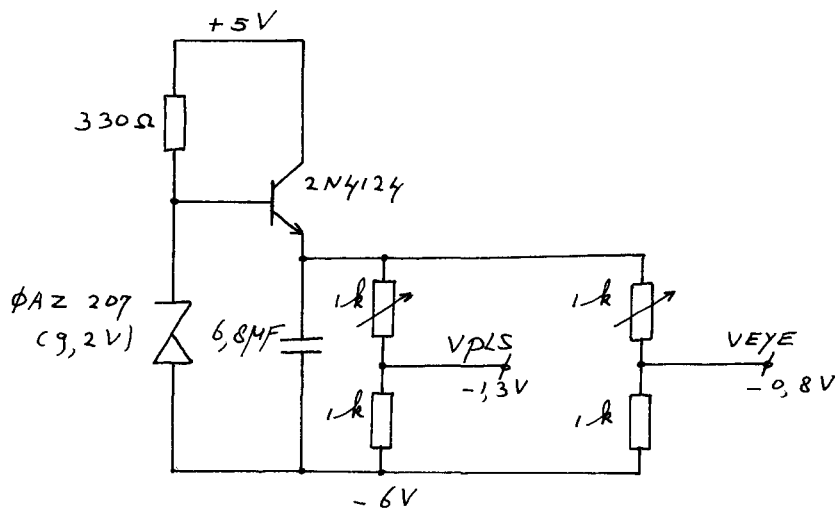 +5V
330Ω
2N4124
ϕAZ 207
(9,2V)
6,8μF
1k
1k
VPLS
-1,3V
VEYE
-0,8V
1k
1k
-6V